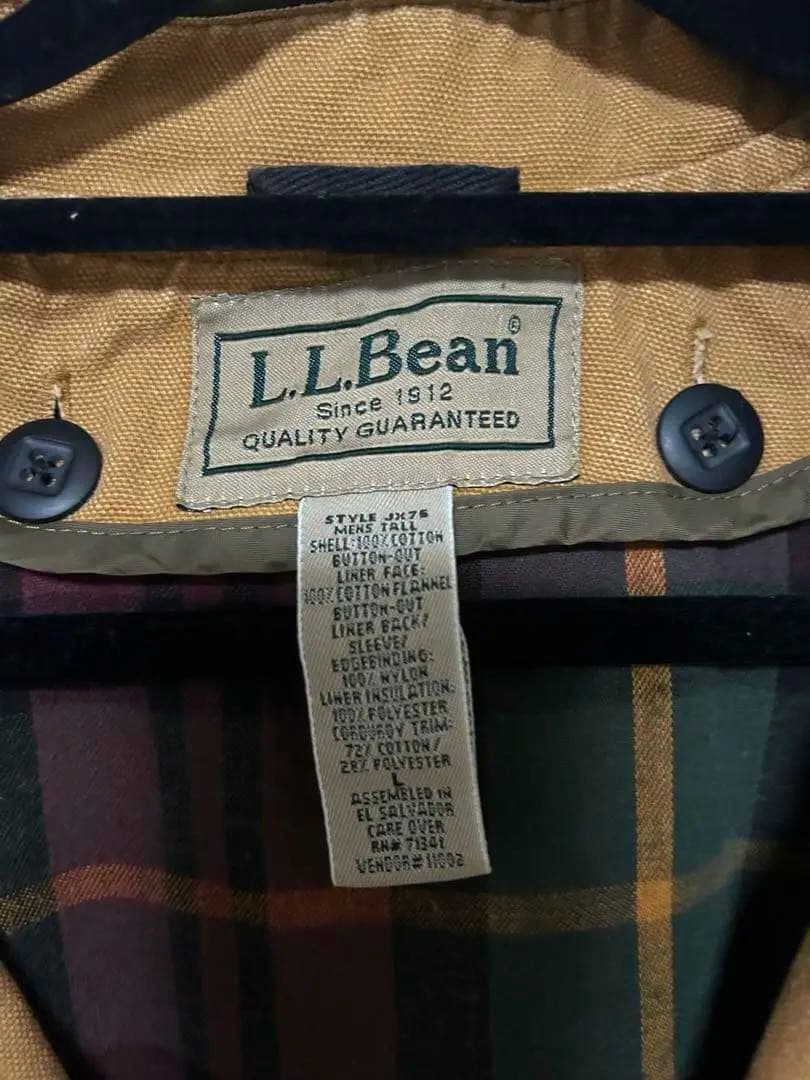 L.L.Bean®
Since 1912
QUALITY GUARANTEED
STYLE JX75
MENS TALL
SHELL:100% COTTON
BUTTON-OUT
LINER FACE:
100% COTTON FLANNEL
BUTTON-OUT
LINER BACK/
SLEEVE/
EDGEBINDING:
100% NYLON
LINER INSULATION:
100% POLYESTER
CORDUROY TRIM:
72% COTTON/
28% POLYESTER
L
ASSEMBLED IN
EL SALVADOR
CARE OVER
RN# 71341
VENDOR# 11002